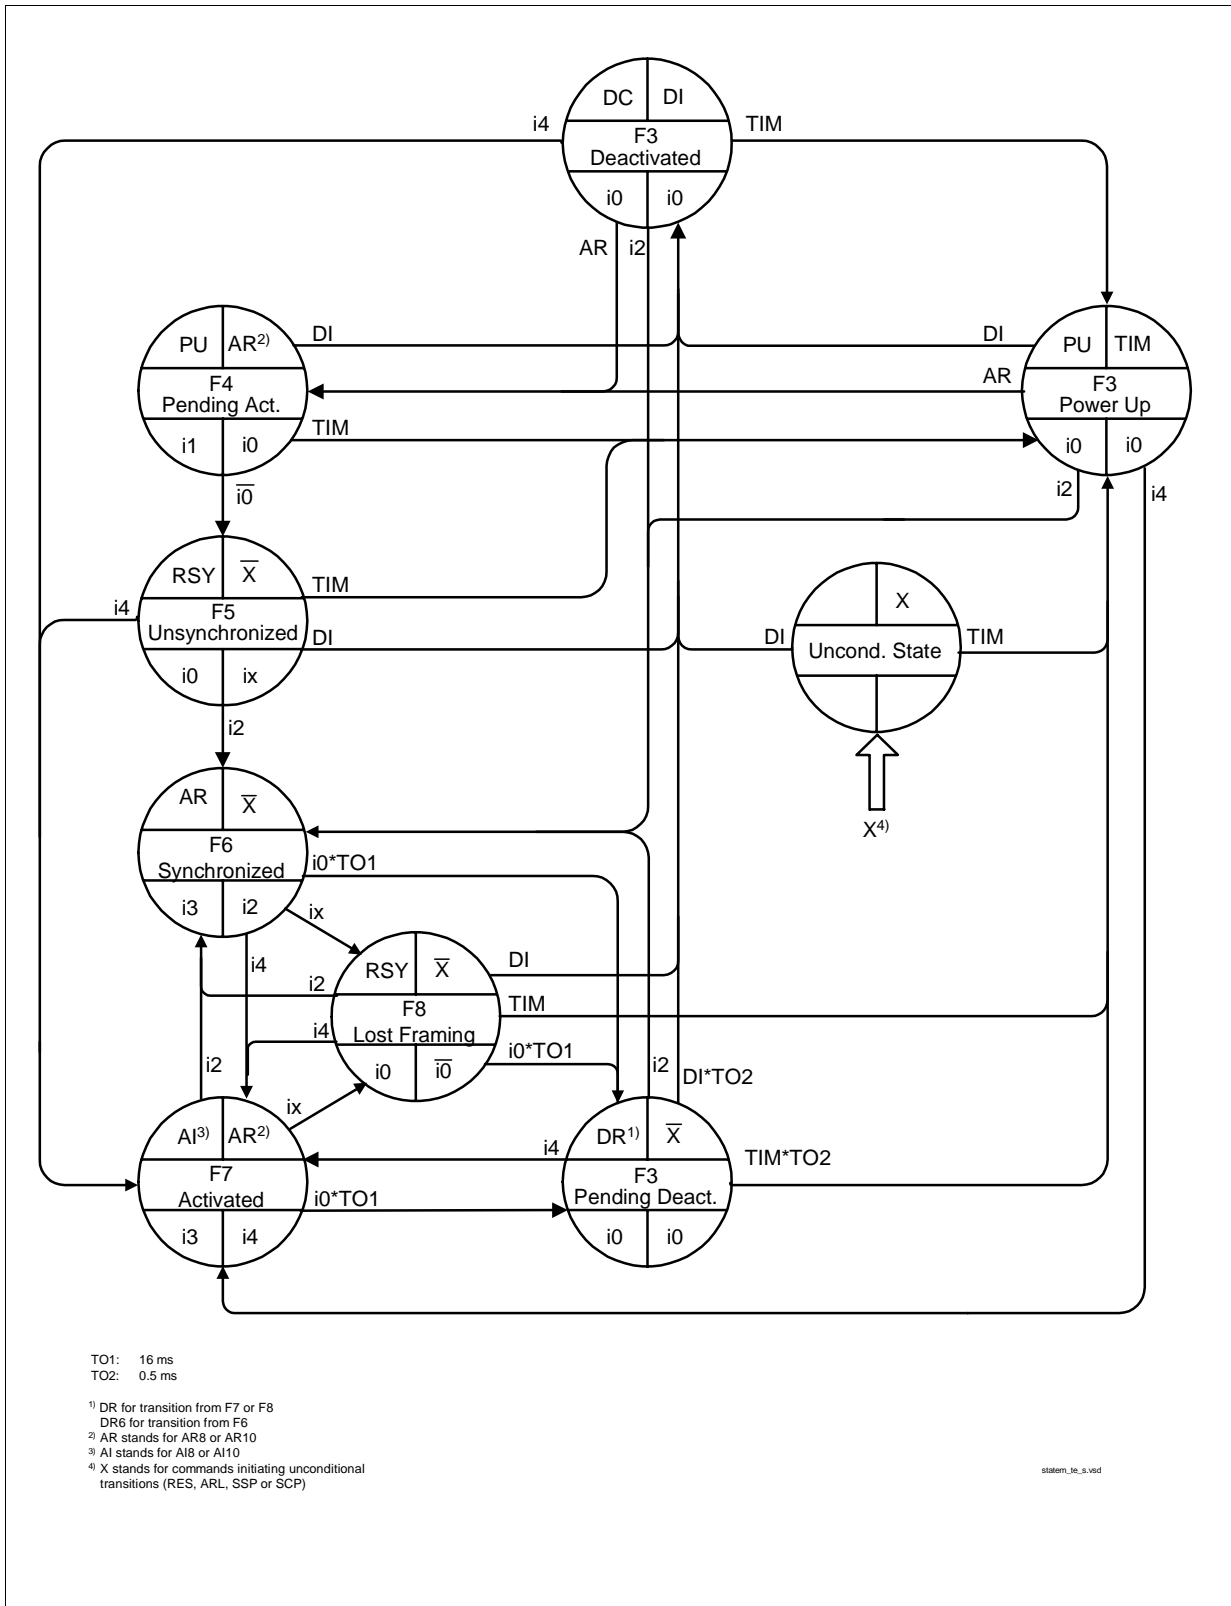 DC DI
i4 TIM
F3
Deactivated
i0 i0
AR i2
PU AR²⁾ DI
F4
Pending Act.
i1 i0 TIM
i̅0̅
DI PU TIM
AR F3
Power Up
i0 i0
i2 i4
RSY X̅
TIM
i4 F5
Unsynchronized
DI
i0 ix
i2
X
DI Uncond. State TIM
X⁴⁾
AR X̅
F6
Synchronized i0*TO1
i3 i2 ix
i4
RSY X̅ DI
i2 F8 TIM
i4 Lost Framing
i0 i̅0̅ i0*TO1
i2 ix i2 DI*TO2
AI³⁾ AR²⁾ i4 DR¹⁾ X̅
F7 F3 TIM*TO2
Activated i0*TO1 Pending Deact.
i3 i4 i0 i0
TO1: 16 ms
TO2: 0.5 ms
¹⁾ DR for transition from F7 or F8
DR6 for transition from F6
²⁾ AR stands for AR8 or AR10
³⁾ AI stands for AI8 or AI10
⁴⁾ X stands for commands initiating unconditional
transitions (RES, ARL, SSP or SCP)
statem_te_s.vsd